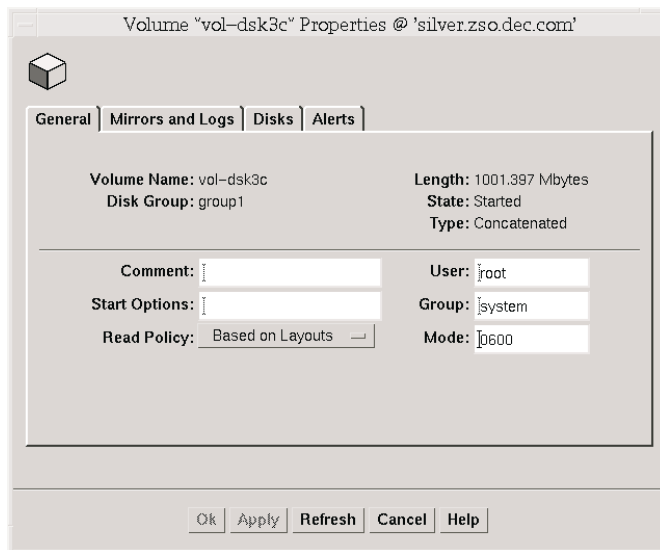 Volume "vol-dsk3c" Properties @ 'silver.zso.dec.com'
General Mirrors and Logs Disks Alerts
Volume Name: vol-dsk3c Length: 1001.397 Mbytes
Disk Group: group1 State: Started
Type: Concatenated
Comment: User: root
Start Options: Group: system
Read Policy: Based on Layouts Mode: 0600
Ok Apply Refresh Cancel Help